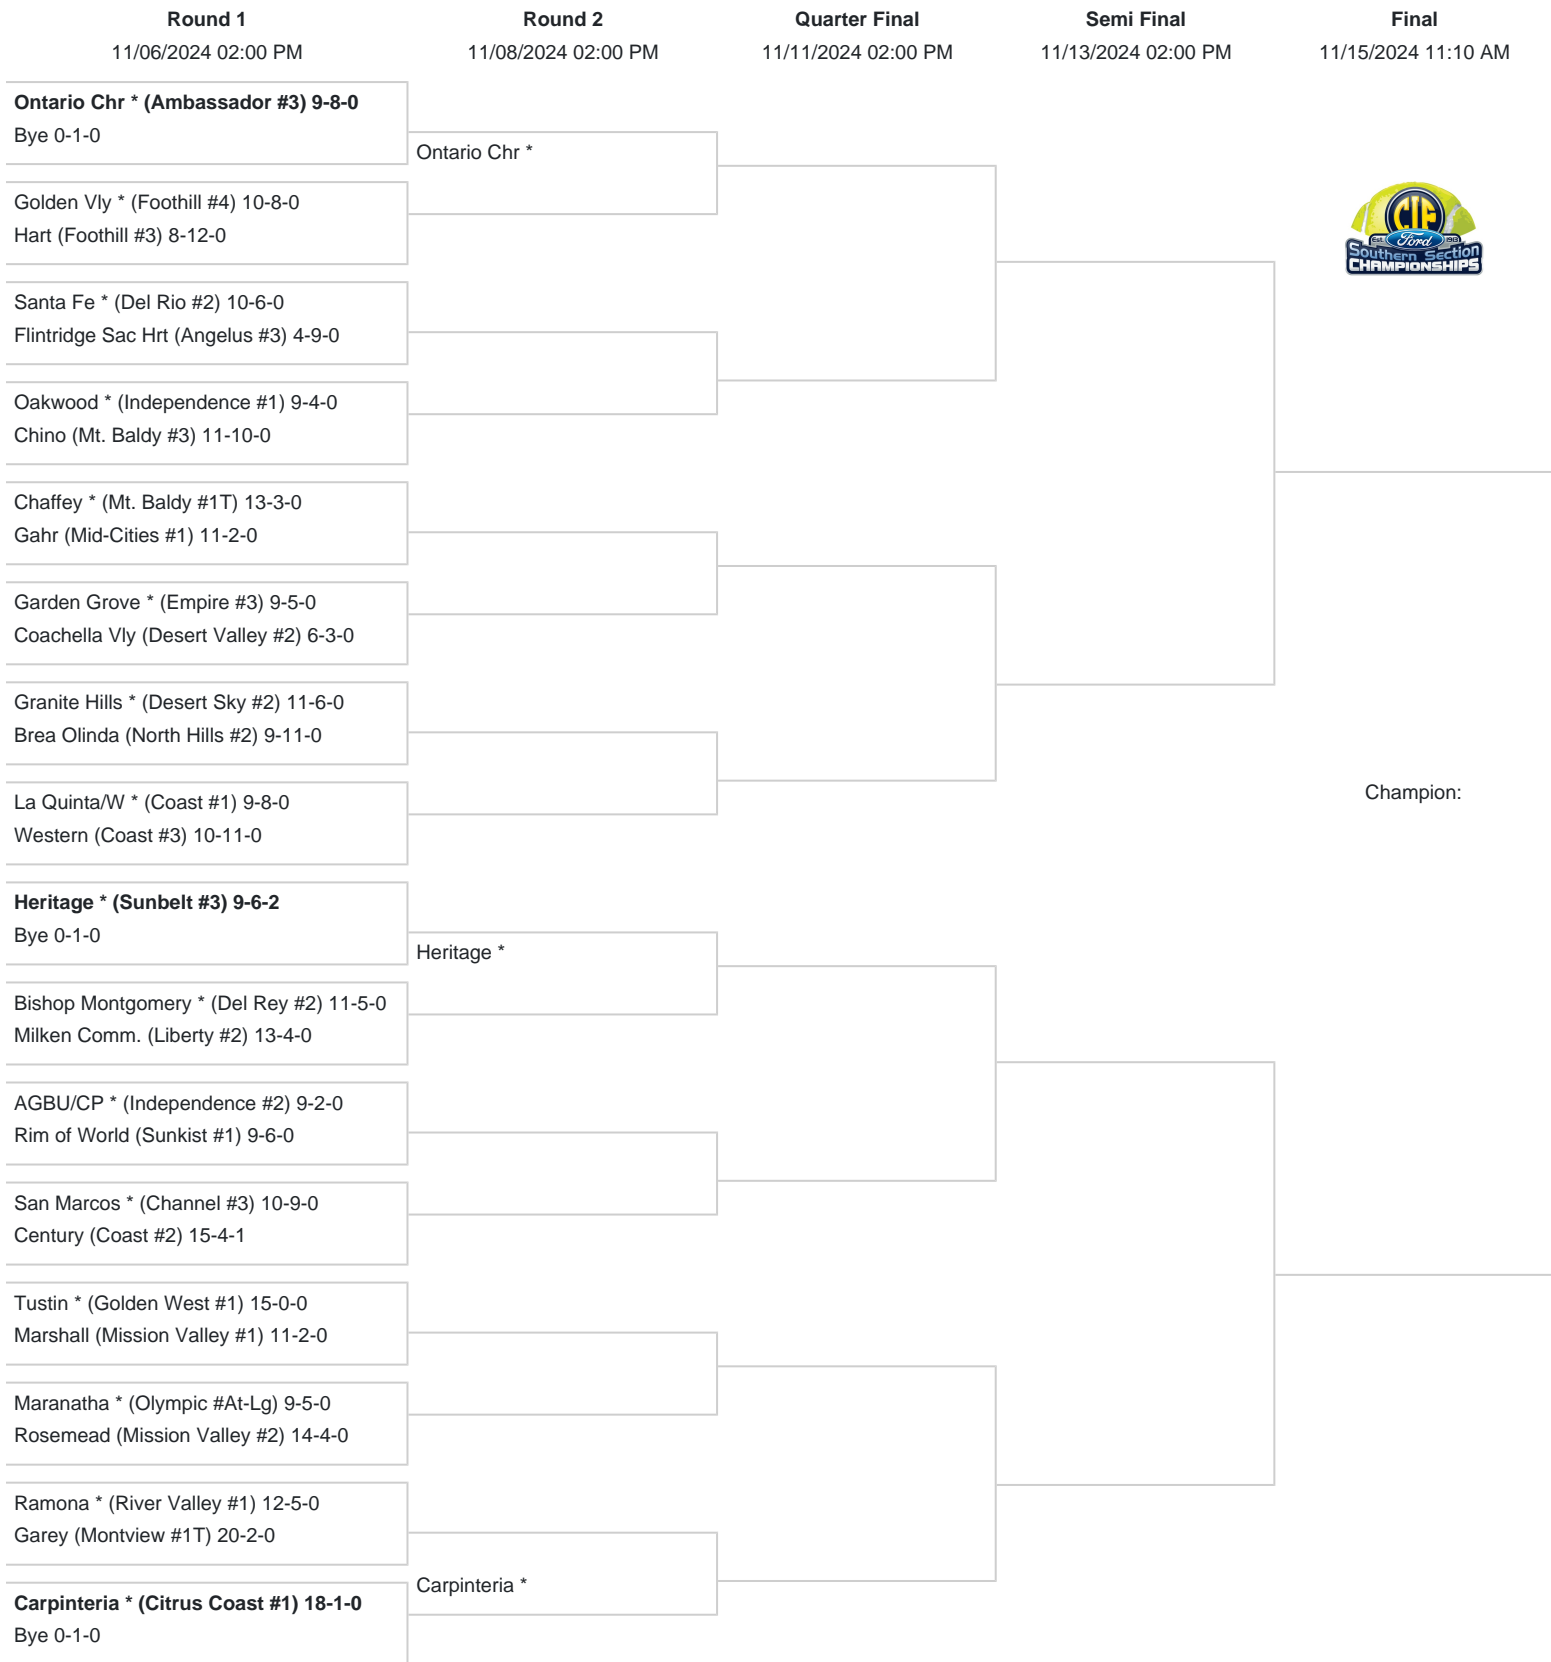 Round 1
11/06/2024 02:00 PM
Round 2
11/08/2024 02:00 PM
Quarter Final
11/11/2024 02:00 PM
Semi Final
11/13/2024 02:00 PM
Final
11/15/2024 11:10 AM
Ontario Chr * (Ambassador #3) 9-8-0
Bye 0-1-0
Golden Vly * (Foothill #4) 10-8-0
Hart (Foothill #3) 8-12-0
Santa Fe * (Del Rio #2) 10-6-0
Flintridge Sac Hrt (Angelus #3) 4-9-0
Oakwood * (Independence #1) 9-4-0
Chino (Mt. Baldy #3) 11-10-0
Chaffey * (Mt. Baldy #1T) 13-3-0
Gahr (Mid-Cities #1) 11-2-0
Garden Grove * (Empire #3) 9-5-0
Coachella Vly (Desert Valley #2) 6-3-0
Granite Hills * (Desert Sky #2) 11-6-0
Brea Olinda (North Hills #2) 9-11-0
La Quinta/W * (Coast #1) 9-8-0
Western (Coast #3) 10-11-0
Heritage * (Sunbelt #3) 9-6-2
Bye 0-1-0
Bishop Montgomery * (Del Rey #2) 11-5-0
Milken Comm. (Liberty #2) 13-4-0
AGBU/CP * (Independence #2) 9-2-0
Rim of World (Sunkist #1) 9-6-0
San Marcos * (Channel #3) 10-9-0
Century (Coast #2) 15-4-1
Tustin * (Golden West #1) 15-0-0
Marshall (Mission Valley #1) 11-2-0
Maranatha * (Olympic #At-Lg) 9-5-0
Rosemead (Mission Valley #2) 14-4-0
Ramona * (River Valley #1) 12-5-0
Garey (Montview #1T) 20-2-0
Carpinteria * (Citrus Coast #1) 18-1-0
Bye 0-1-0
Ontario Chr *
Heritage *
Carpinteria *
CIF
Est.
Ford
1913
Southern Section
CHAMPIONSHIPS
Champion: